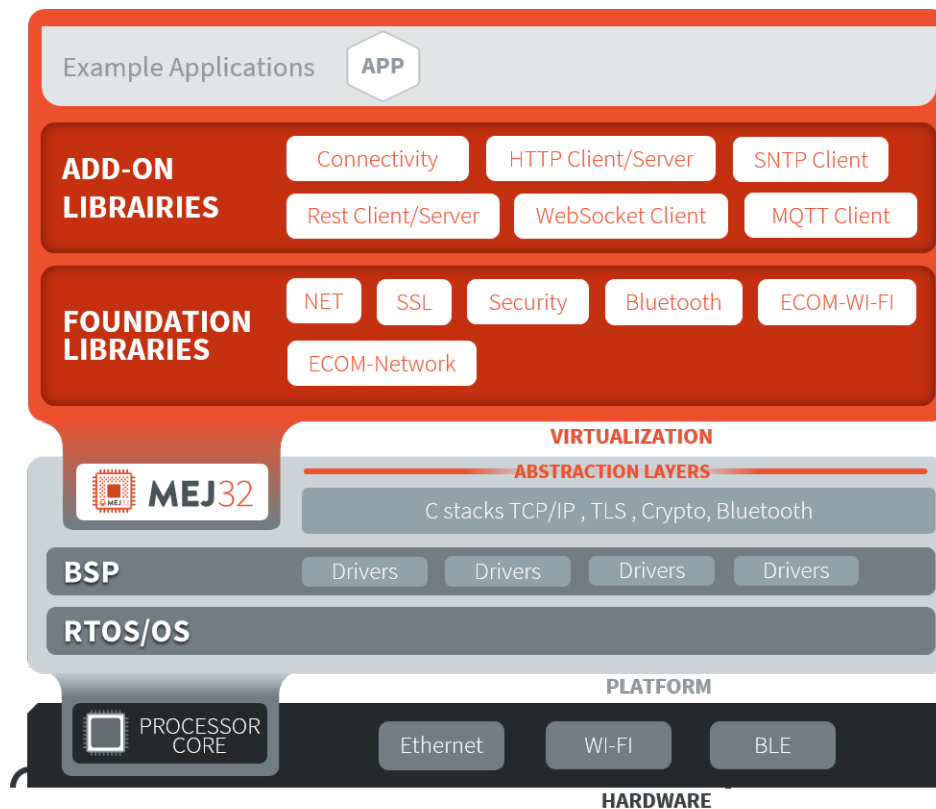 Example Applications APP
ADD-ON
LIBRAIRIES
Connectivity HTTP Client/Server SNTP Client
Rest Client/Server WebSocket Client MQTT Client
FOUNDATION
LIBRARIES
NET SSL Security Bluetooth ECOM-WI-FI
ECOM-Network
VIRTUALIZATION
ABSTRACTION LAYERS
MEJ MEJ32
C stacks TCP/IP , TLS , Crypto, Bluetooth
BSP Drivers Drivers Drivers Drivers
RTOS/OS
PLATFORM
PROCESSOR
CORE
Ethernet WI-FI BLE
HARDWARE